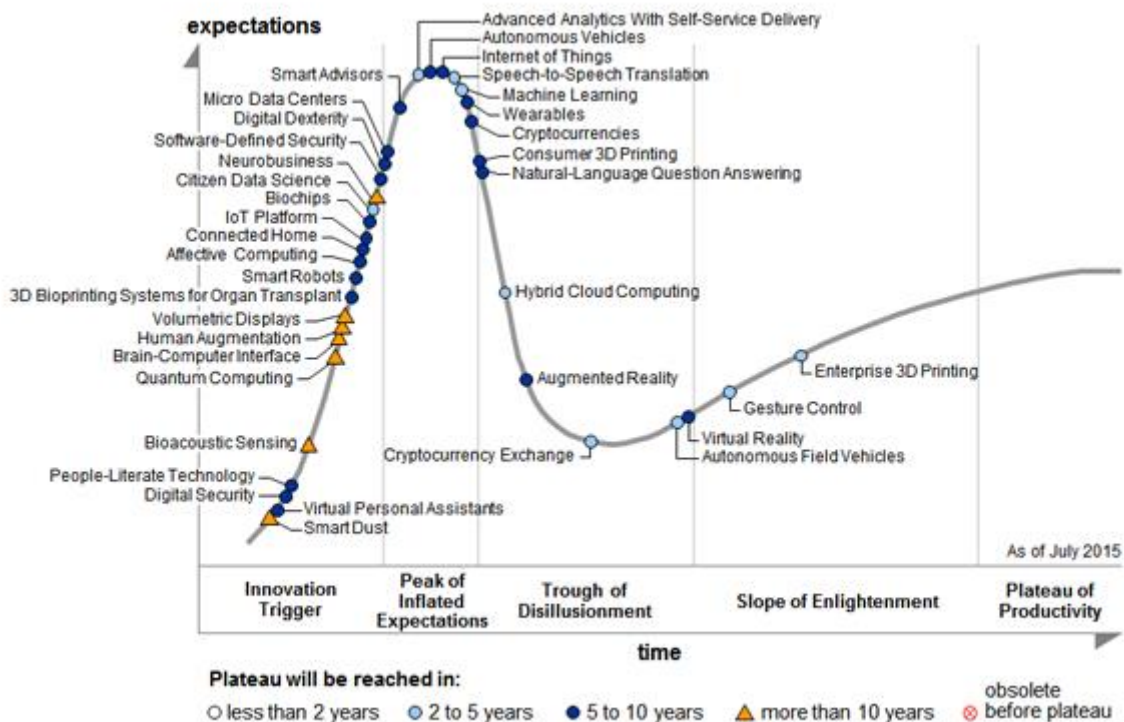 expectations
Advanced Analytics With Self-Service Delivery
Autonomous Vehicles
Internet of Things
Speech-to-Speech Translation
Machine Learning
Wearables
Cryptocurrencies
Consumer 3D Printing
Natural-Language Question Answering
Smart Advisors
Micro Data Centers
Digital Dexterity
Software-Defined Security
Neurobusiness
Citizen Data Science
Biochips
IoT Platform
Connected Home
Affective Computing
Smart Robots
3D Bioprinting Systems for Organ Transplant
Volumetric Displays
Human Augmentation
Brain-Computer Interface
Quantum Computing
Bioacoustic Sensing
People-Literate Technology
Digital Security
Virtual Personal Assistants
Smart Dust
Hybrid Cloud Computing
Augmented Reality
Cryptocurrency Exchange
Enterprise 3D Printing
Gesture Control
Virtual Reality
Autonomous Field Vehicles
As of July 2015
Innovation
Trigger
Peak of
Inflated
Expectations
Trough of
Disillusionment
Slope of Enlightenment
Plateau of
Productivity
time
Plateau will be reached in:
less than 2 years
2 to 5 years
5 to 10 years
more than 10 years
obsolete
before plateau